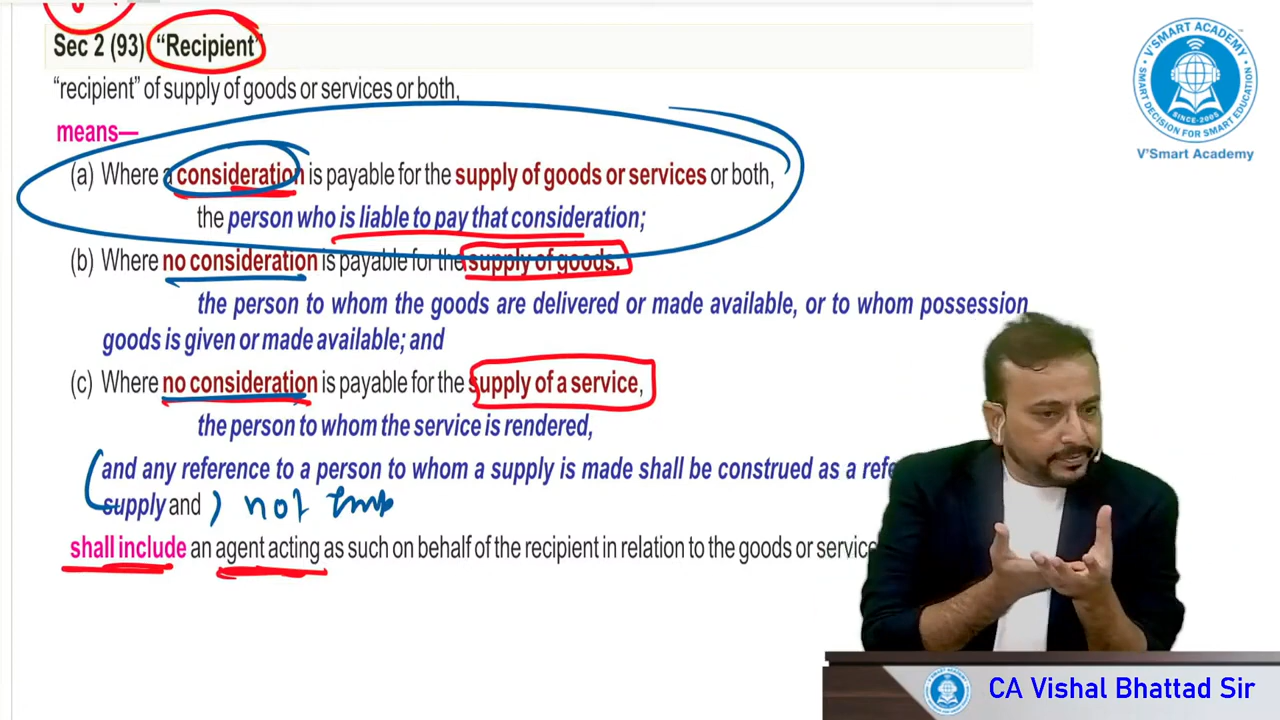 Sec 2 (93) “Recipient”
“recipient” of supply of goods or services or both,
means—
(a) Where a consideration is payable for the supply of goods or services or both,
the person who is liable to pay that consideration;
(b) Where no consideration is payable for the supply of goods,
the person to whom the goods are delivered or made available, or to whom possession
goods is given or made available; and
(c) Where no consideration is payable for the supply of a service,
the person to whom the service is rendered,
and any reference to a person to whom a supply is made shall be construed as a
supply and ) not Imp
shall include an agent acting as such on behalf of the recipient in relation to the goods or
V'SMART ACADEMY
SMART DECISION FOR SMART EDUCATION
SINCE-2005
V'Smart Academy
CA Vishal Bhattad Sir